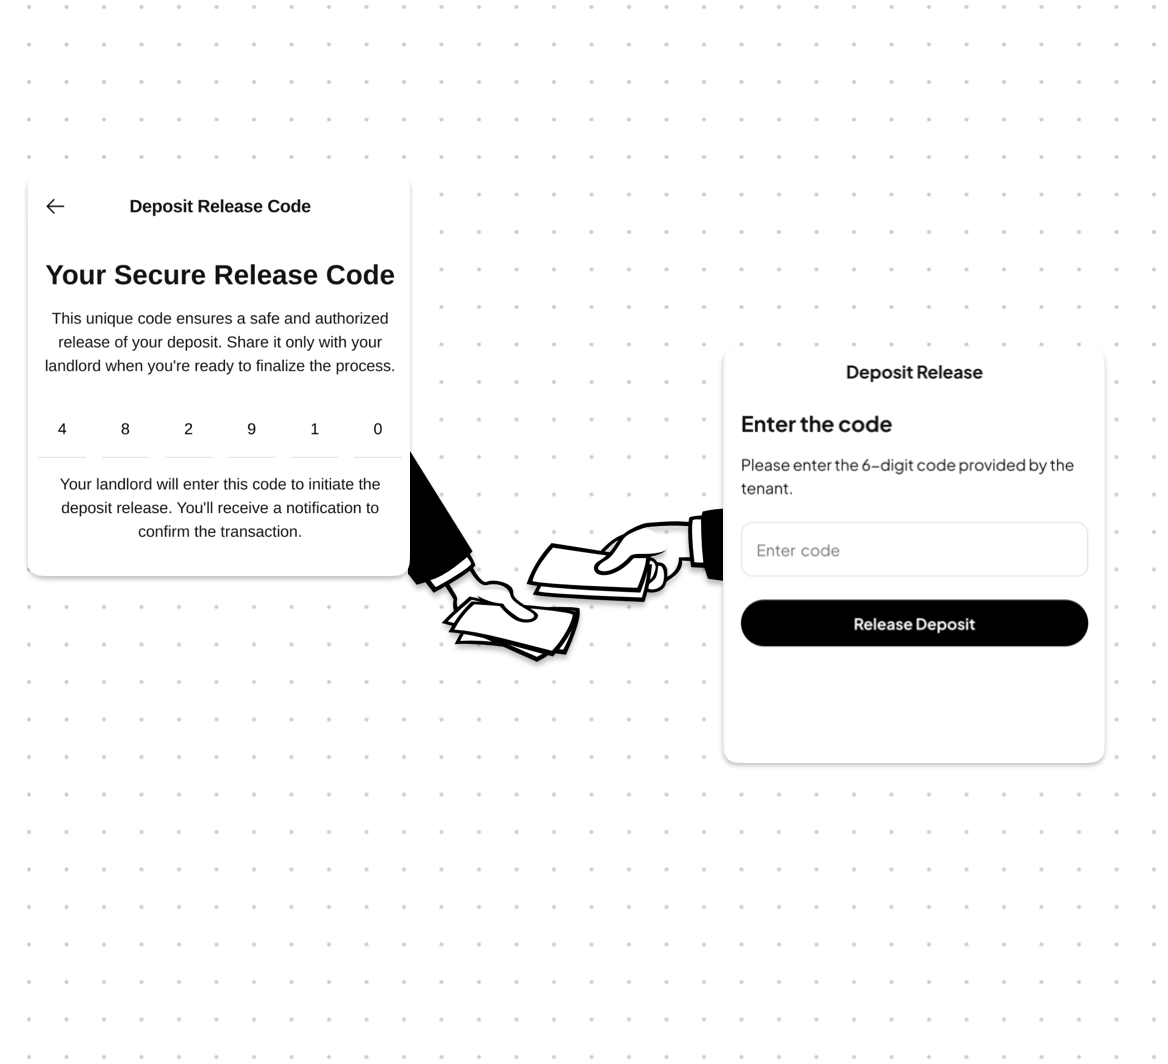 Deposit Release Code
Your Secure Release Code
This unique code ensures a safe and authorized
release of your deposit. Share it only with your
landlord when you're ready to finalize the process.
4 8 2 9 1 0
Your landlord will enter this code to initiate the
deposit release. You'll receive a notification to
confirm the transaction.
Deposit Release
Enter the code
Please enter the 6–digit code provided by the
tenant.
Enter code
Release Deposit